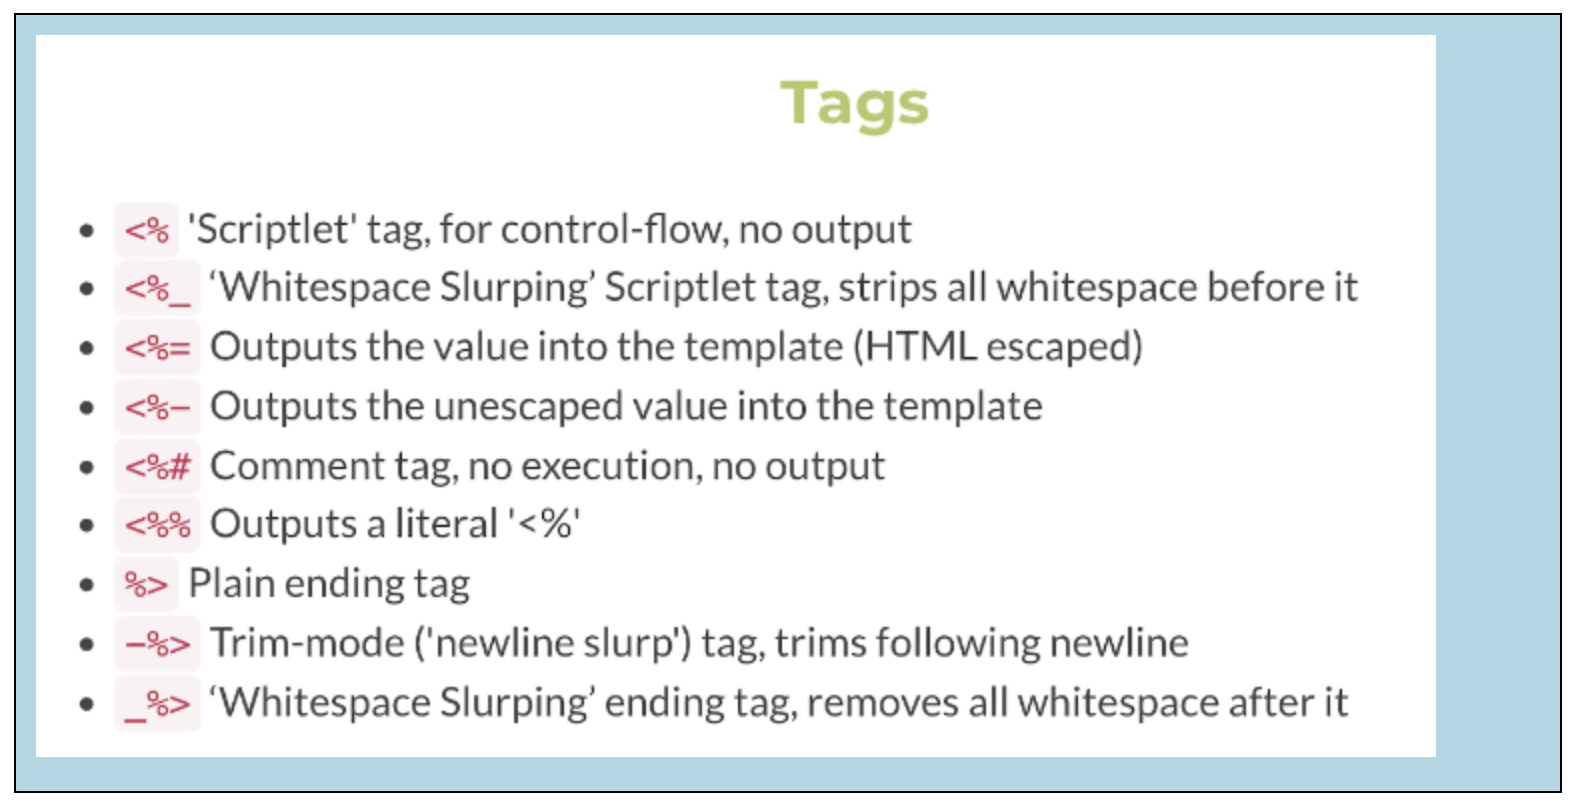 Tags
• <% 'Scriptlet' tag, for control-flow, no output
• <%_ ‘Whitespace Slurping’ Scriptlet tag, strips all whitespace before it
• <%= Outputs the value into the template (HTML escaped)
• <%- Outputs the unescaped value into the template
• <%# Comment tag, no execution, no output
• <%% Outputs a literal '<%'
• %> Plain ending tag
• -%> Trim-mode ('newline slurp') tag, trims following newline
• _%> ‘Whitespace Slurping’ ending tag, removes all whitespace after it